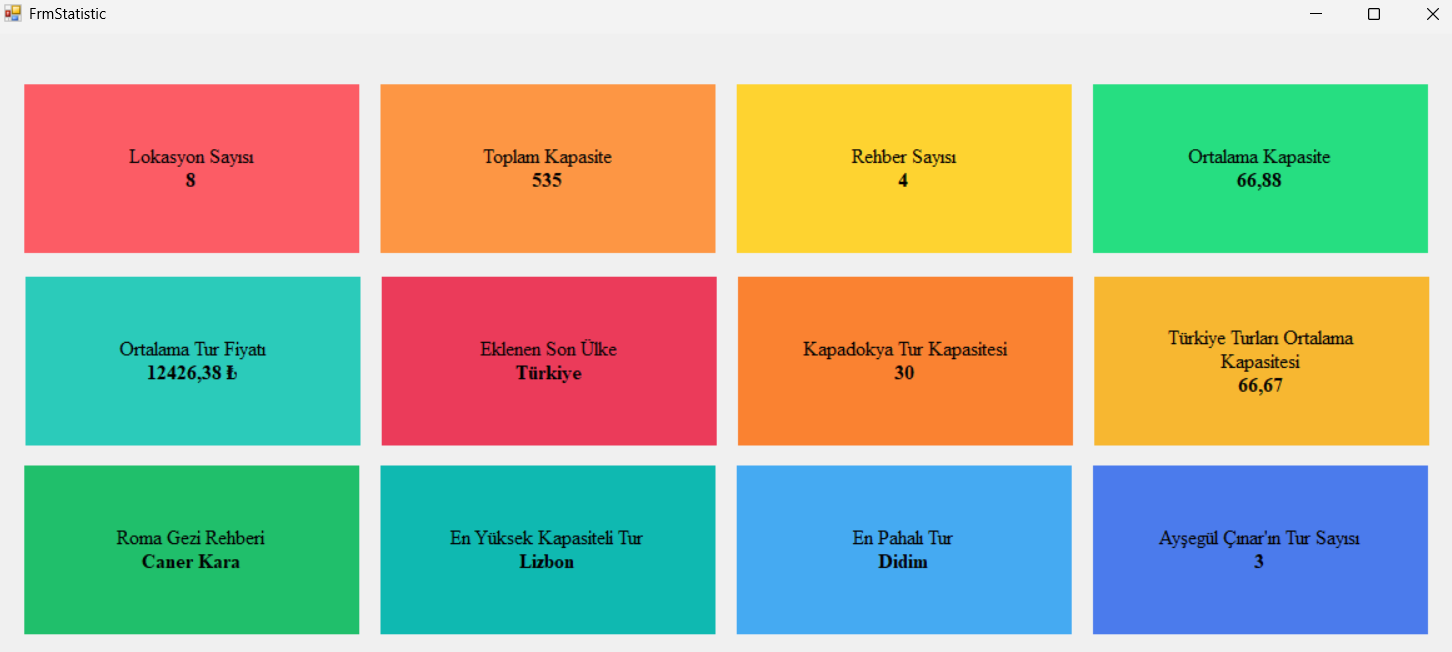 FrmStatistic
Lokasyon Sayısı
8
Toplam Kapasite
535
Rehber Sayısı
4
Ortalama Kapasite
66,88
Ortalama Tur Fiyatı
12426,38 ₺
Eklenen Son Ülke
Türkiye
Kapadokya Tur Kapasitesi
30
Türkiye Turları Ortalama
Kapasitesi
66,67
Roma Gezi Rehberi
Caner Kara
En Yüksek Kapasiteli Tur
Lizbon
En Pahalı Tur
Didim
Ayşegül Çınar'ın Tur Sayısı
3